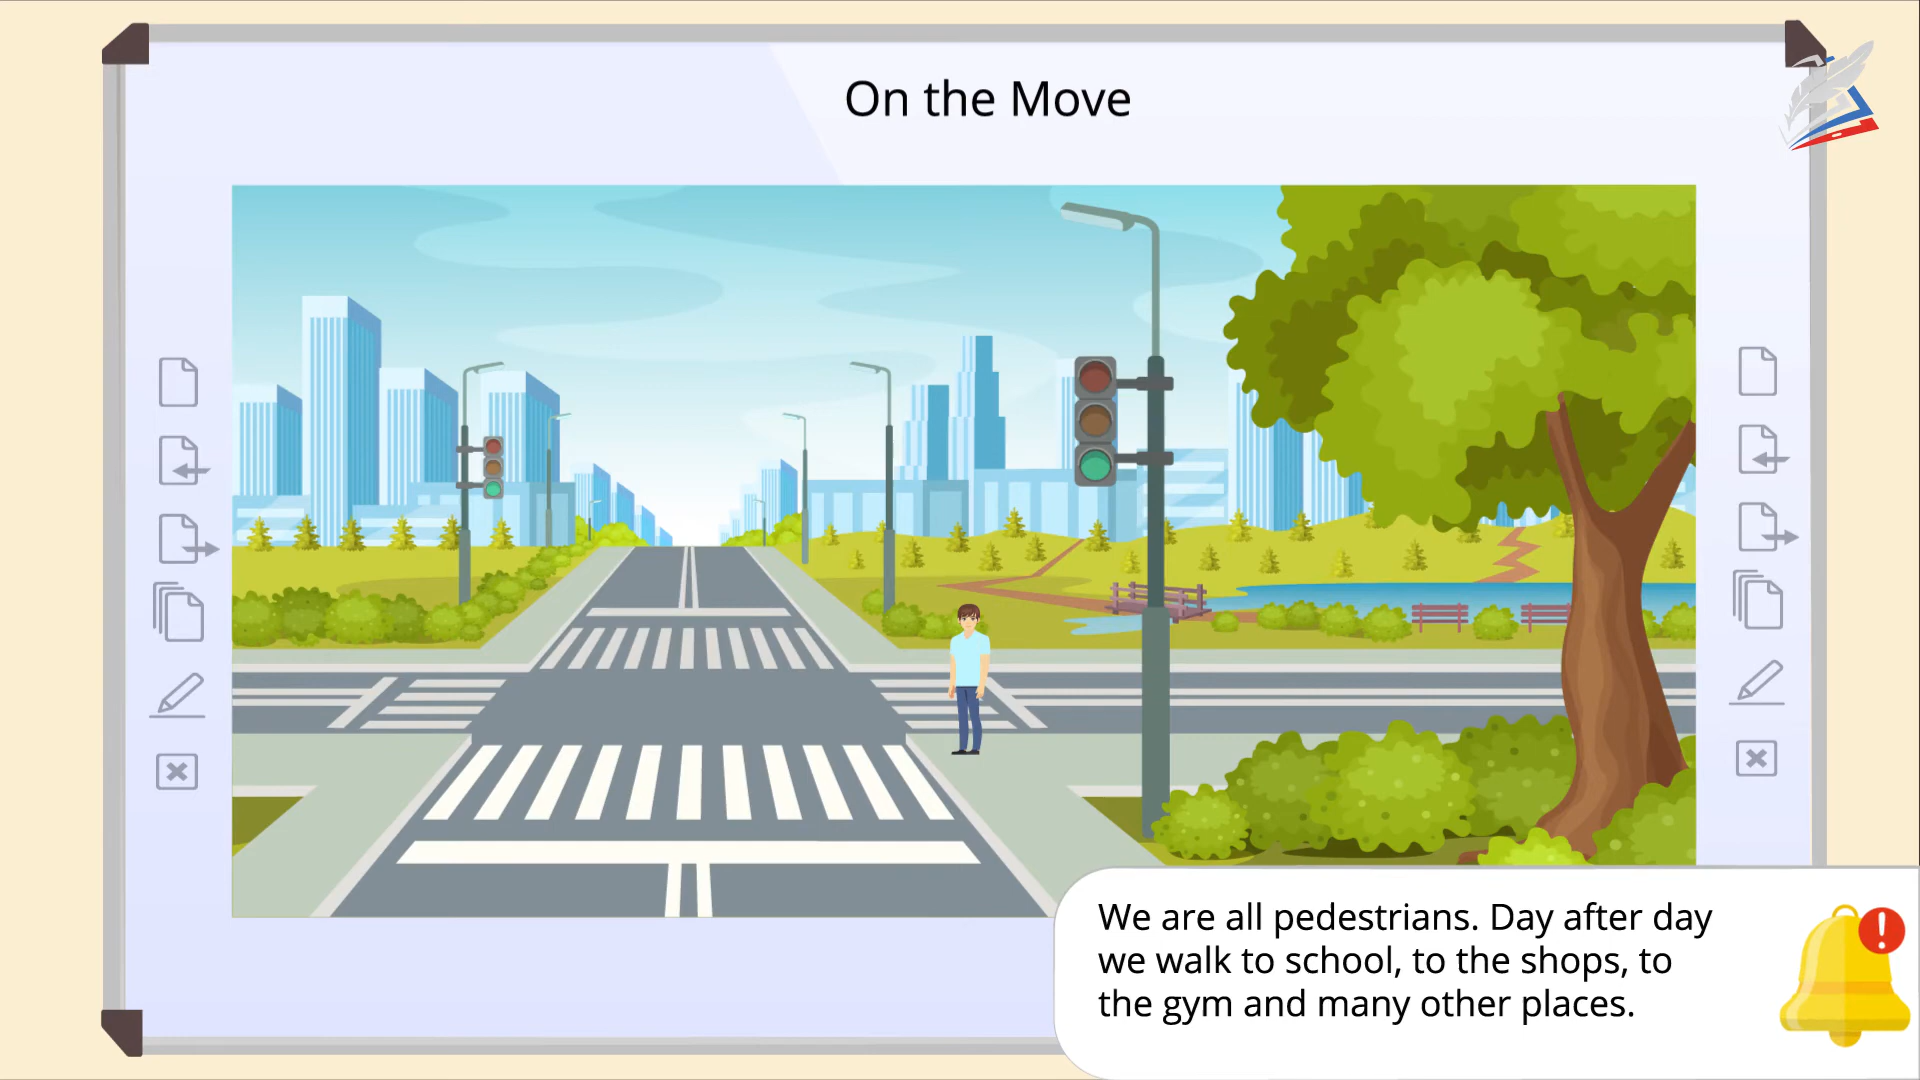 On the Move
We are all pedestrians. Day after day
we walk to school, to the shops, to
the gym and many other places.